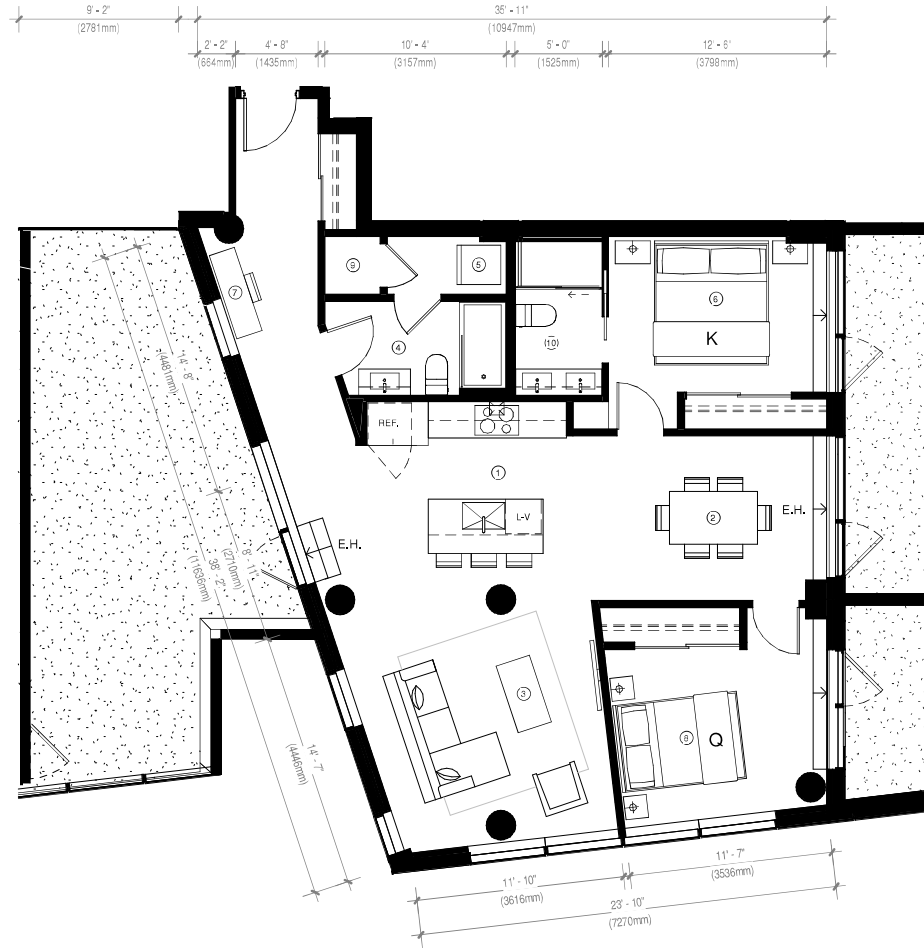 9' - 2"
(2781mm)
35' - 11"
(10947mm)
2' - 2"
(664mm)
4' - 8"
(1435mm)
10' - 4"
(3157mm)
5' - 0"
(1525mm)
12' - 6"
(3798mm)
9
5
7
6
4
(10)
K
14' - 8"
(4481mm)
REF.
1
L-V
2
E.H.
E.H.
8' - 11"
(2710mm)
38' - 2"
(11636mm)
3
8
Q
14' - 7"
(4446mm)
11' - 10"
(3616mm)
11' - 7"
(3536mm)
23' - 10"
(7270mm)